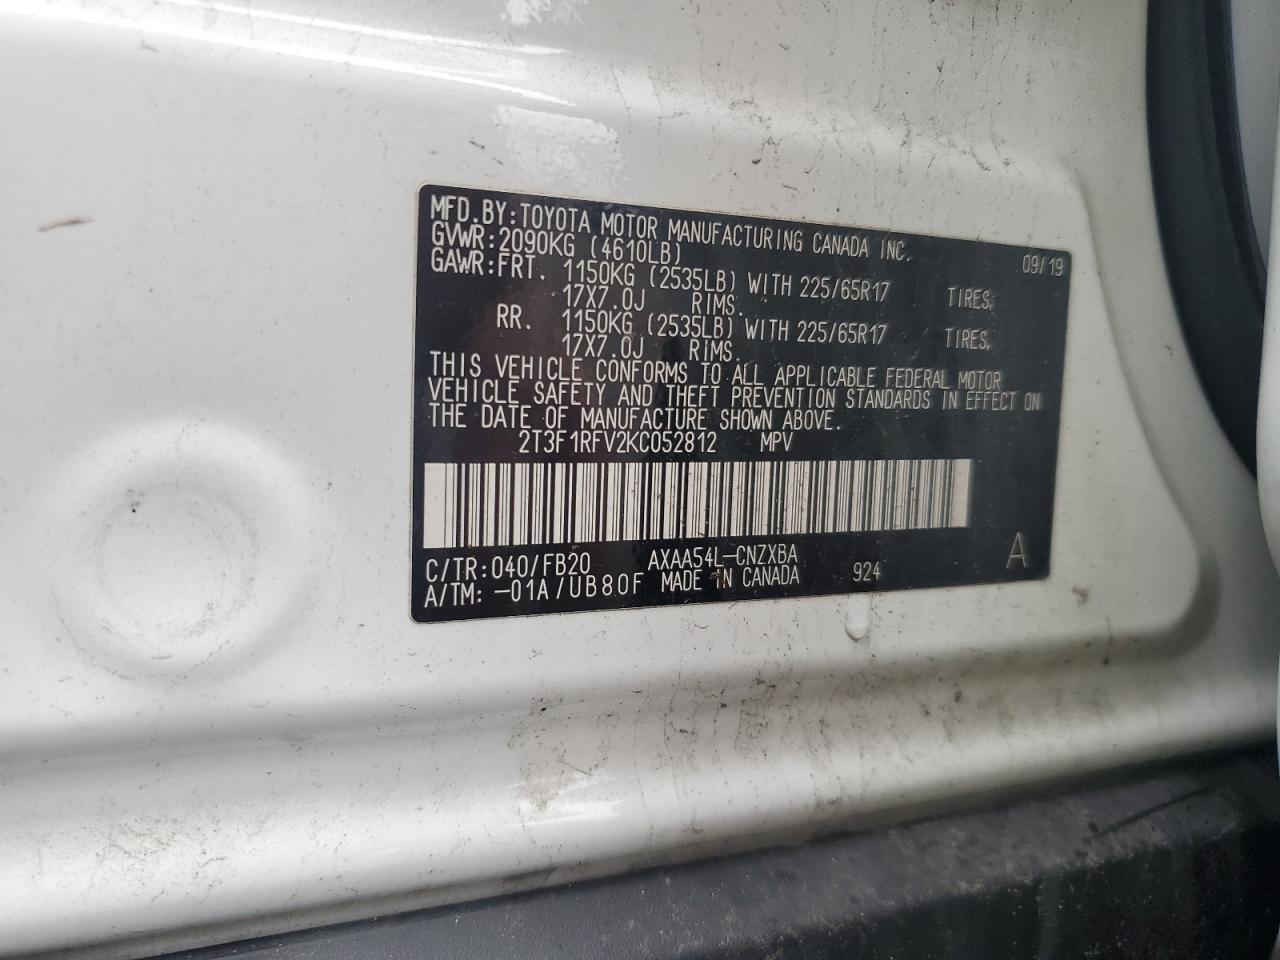 MFD.BY:TOYOTA MOTOR MANUFACTURING CANADA INC. 09/19
GVWR:2090KG (4610LB)
GAWR:FRT. 1150KG (2535LB) WITH 225/65R17 TIRES,
17X7.0J RIMS.
RR. 1150KG (2535LB) WITH 225/65R17 TIRES,
17X7.0J RIMS.
THIS VEHICLE CONFORMS TO ALL APPLICABLE FEDERAL MOTOR
VEHICLE SAFETY AND THEFT PREVENTION STANDARDS IN EFFECT ON
THE DATE OF MANUFACTURE SHOWN ABOVE.
2T3F1RFV2KC052812 MPV
C/TR:040/FB20 AXAA54L-CNZXBA
A/TM:-01A/UB80F MADE IN CANADA 924 A